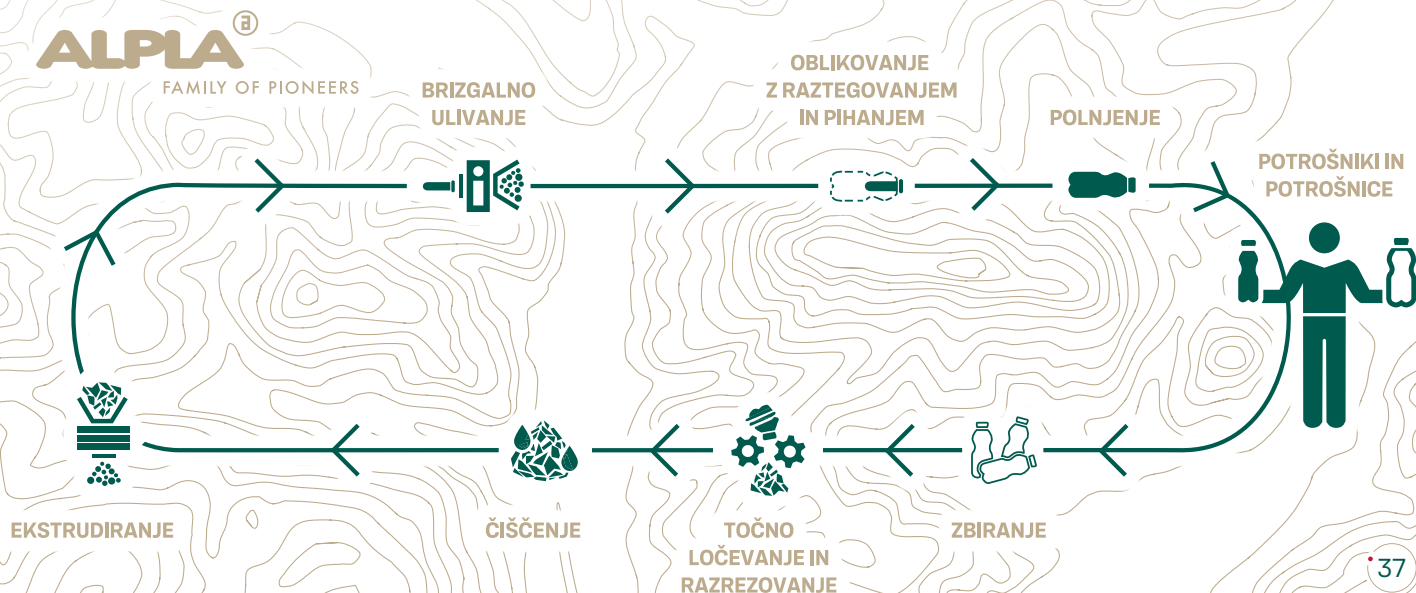 ALPLA
a
FAMILY OF PIONEERS
BRIZGALNO
ULIVANJE
OBLIKOVANJE
Z RAZTEGOVANJEM
IN PIHANJEM
POLNJENJE
POTROŠNIKI IN
POTROŠNICE
EKSTRUDIRANJE
ČIŠČENJE
TOČNO
LOČEVANJE IN
RAZREZOVANJE
ZBIRANJE
37